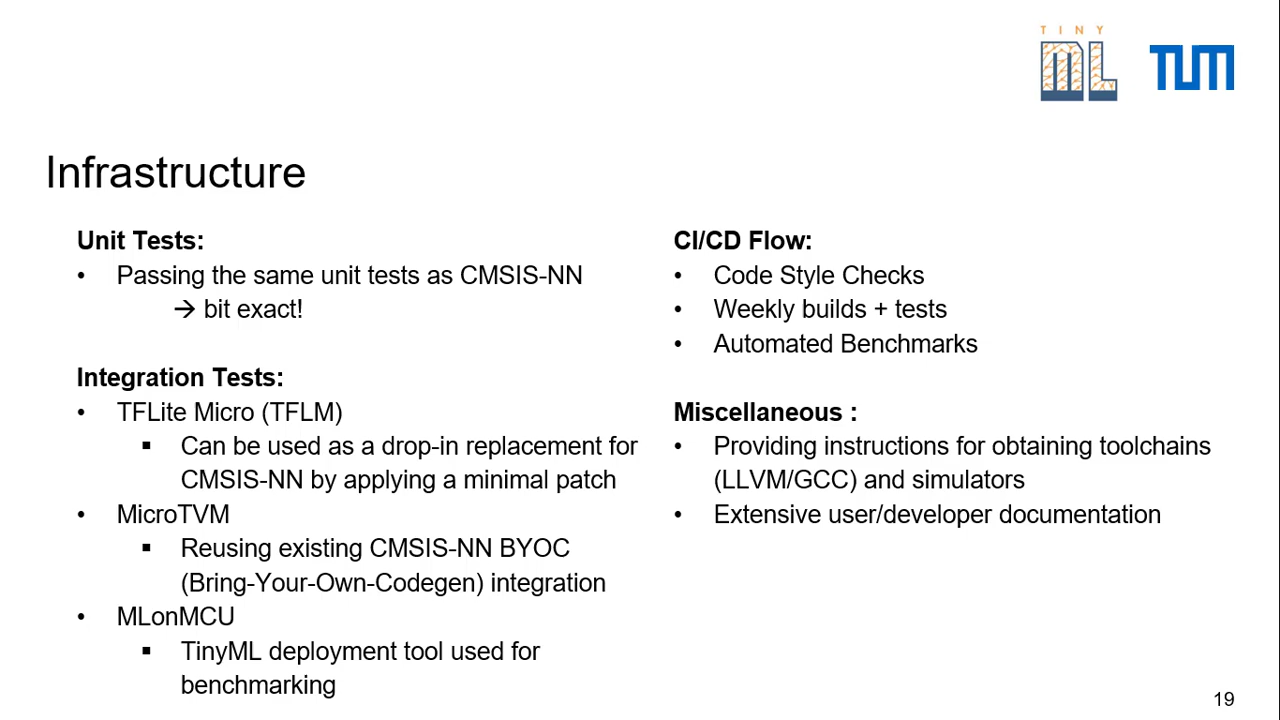 TINY
ML
TUM
Infrastructure
Unit Tests:
• Passing the same unit tests as CMSIS-NN
→ bit exact!
Integration Tests:
• TFLite Micro (TFLM)
▪ Can be used as a drop-in replacement for
CMSIS-NN by applying a minimal patch
• MicroTVM
▪ Reusing existing CMSIS-NN BYOC
(Bring-Your-Own-Codegen) integration
• MLonMCU
▪ TinyML deployment tool used for
benchmarking
CI/CD Flow:
• Code Style Checks
• Weekly builds + tests
• Automated Benchmarks
Miscellaneous :
• Providing instructions for obtaining toolchains
(LLVM/GCC) and simulators
• Extensive user/developer documentation
19